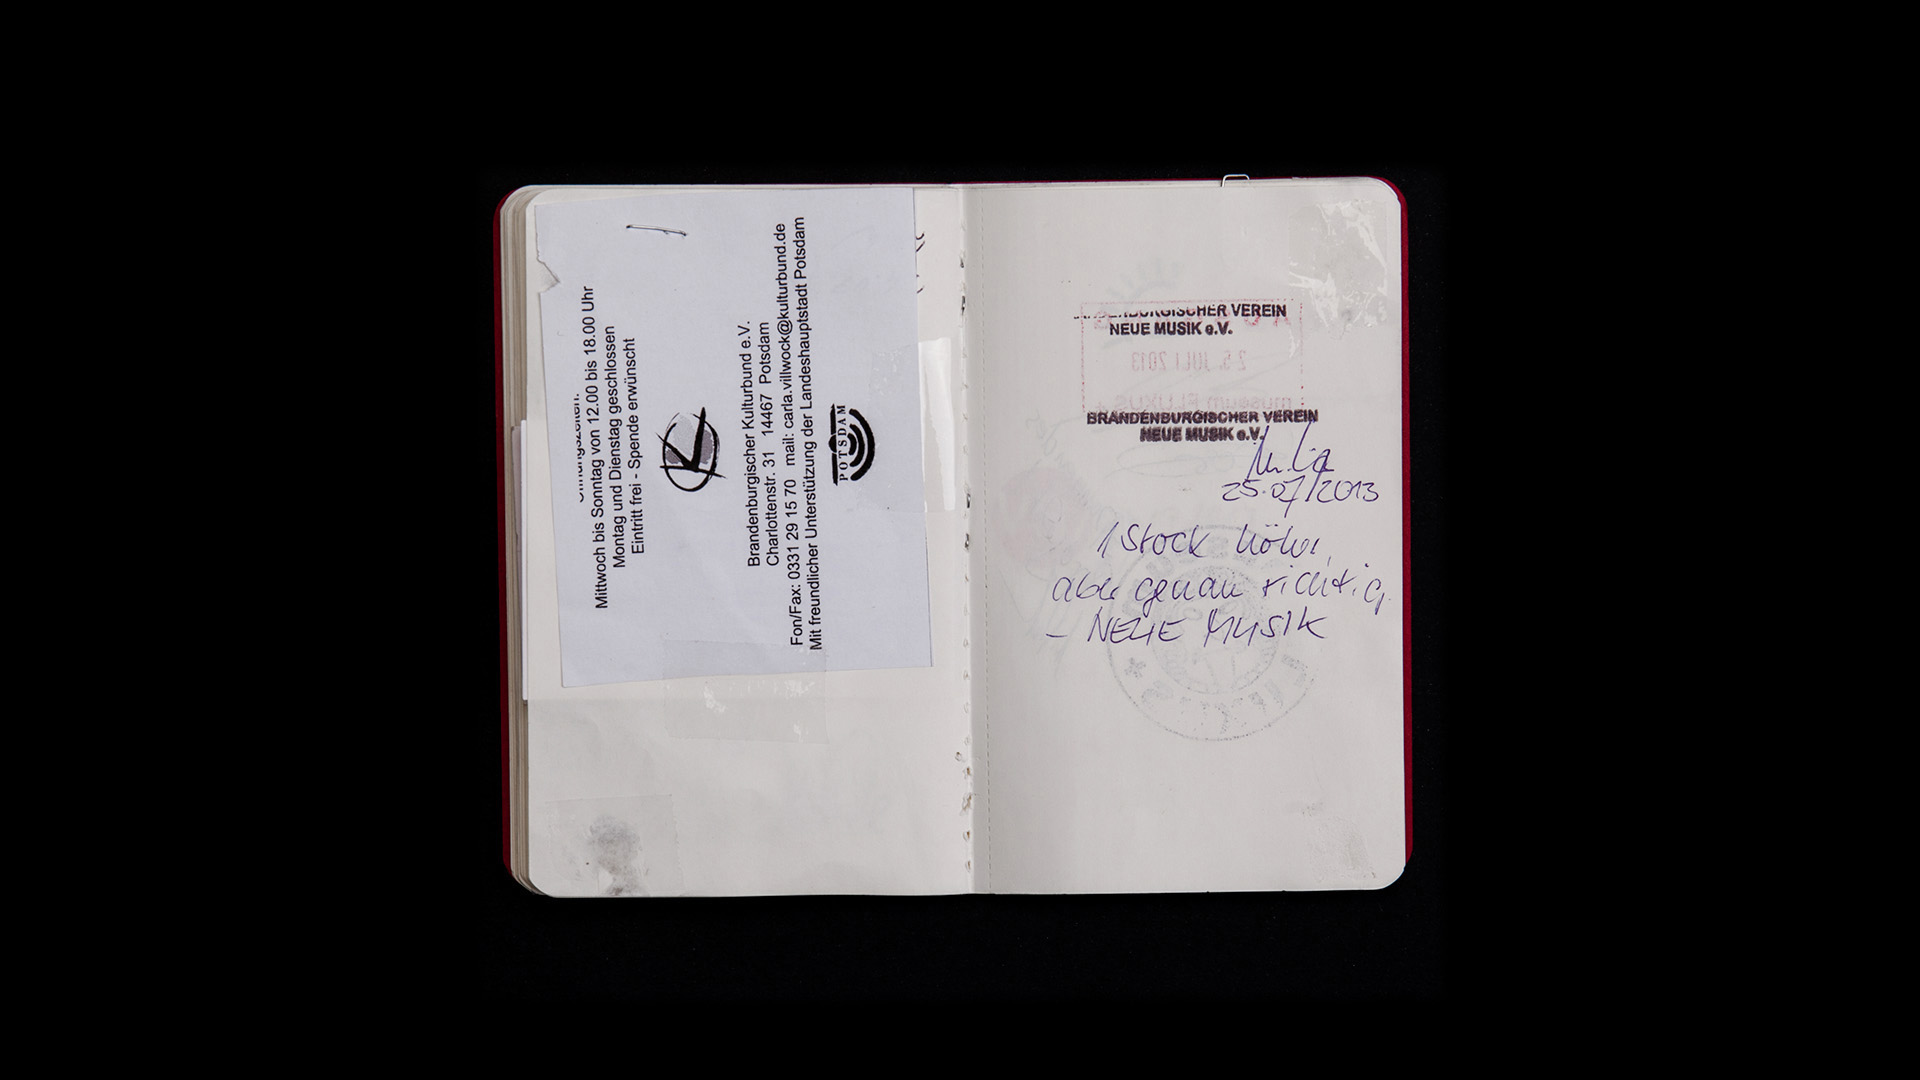 Mittwoch bis Sonntag von 12.00 bis 18.00 Uhr
Montag und Dienstag geschlossen
Eintritt frei - Spende erwünscht
K
Brandenburgischer Kulturbund e.V.
Charlottenstr. 31 14467 Potsdam
Fon/Fax: 0331 29 15 70 mail: carla.villwock@kulturbund.de
Mit freundlicher Unterstützung der Landeshauptstadt Potsdam
POTSDAM
BRANDENBURGISCHER VEREIN
NEUE MUSIK e.V.
25. JULI 2013
museum FLUXUS+
BRANDENBURGISCHER VEREIN
NEUE MUSIK e.V.
25.07/2013
1 Stock höher,
aber genau richtig
- NEUE MUSIK